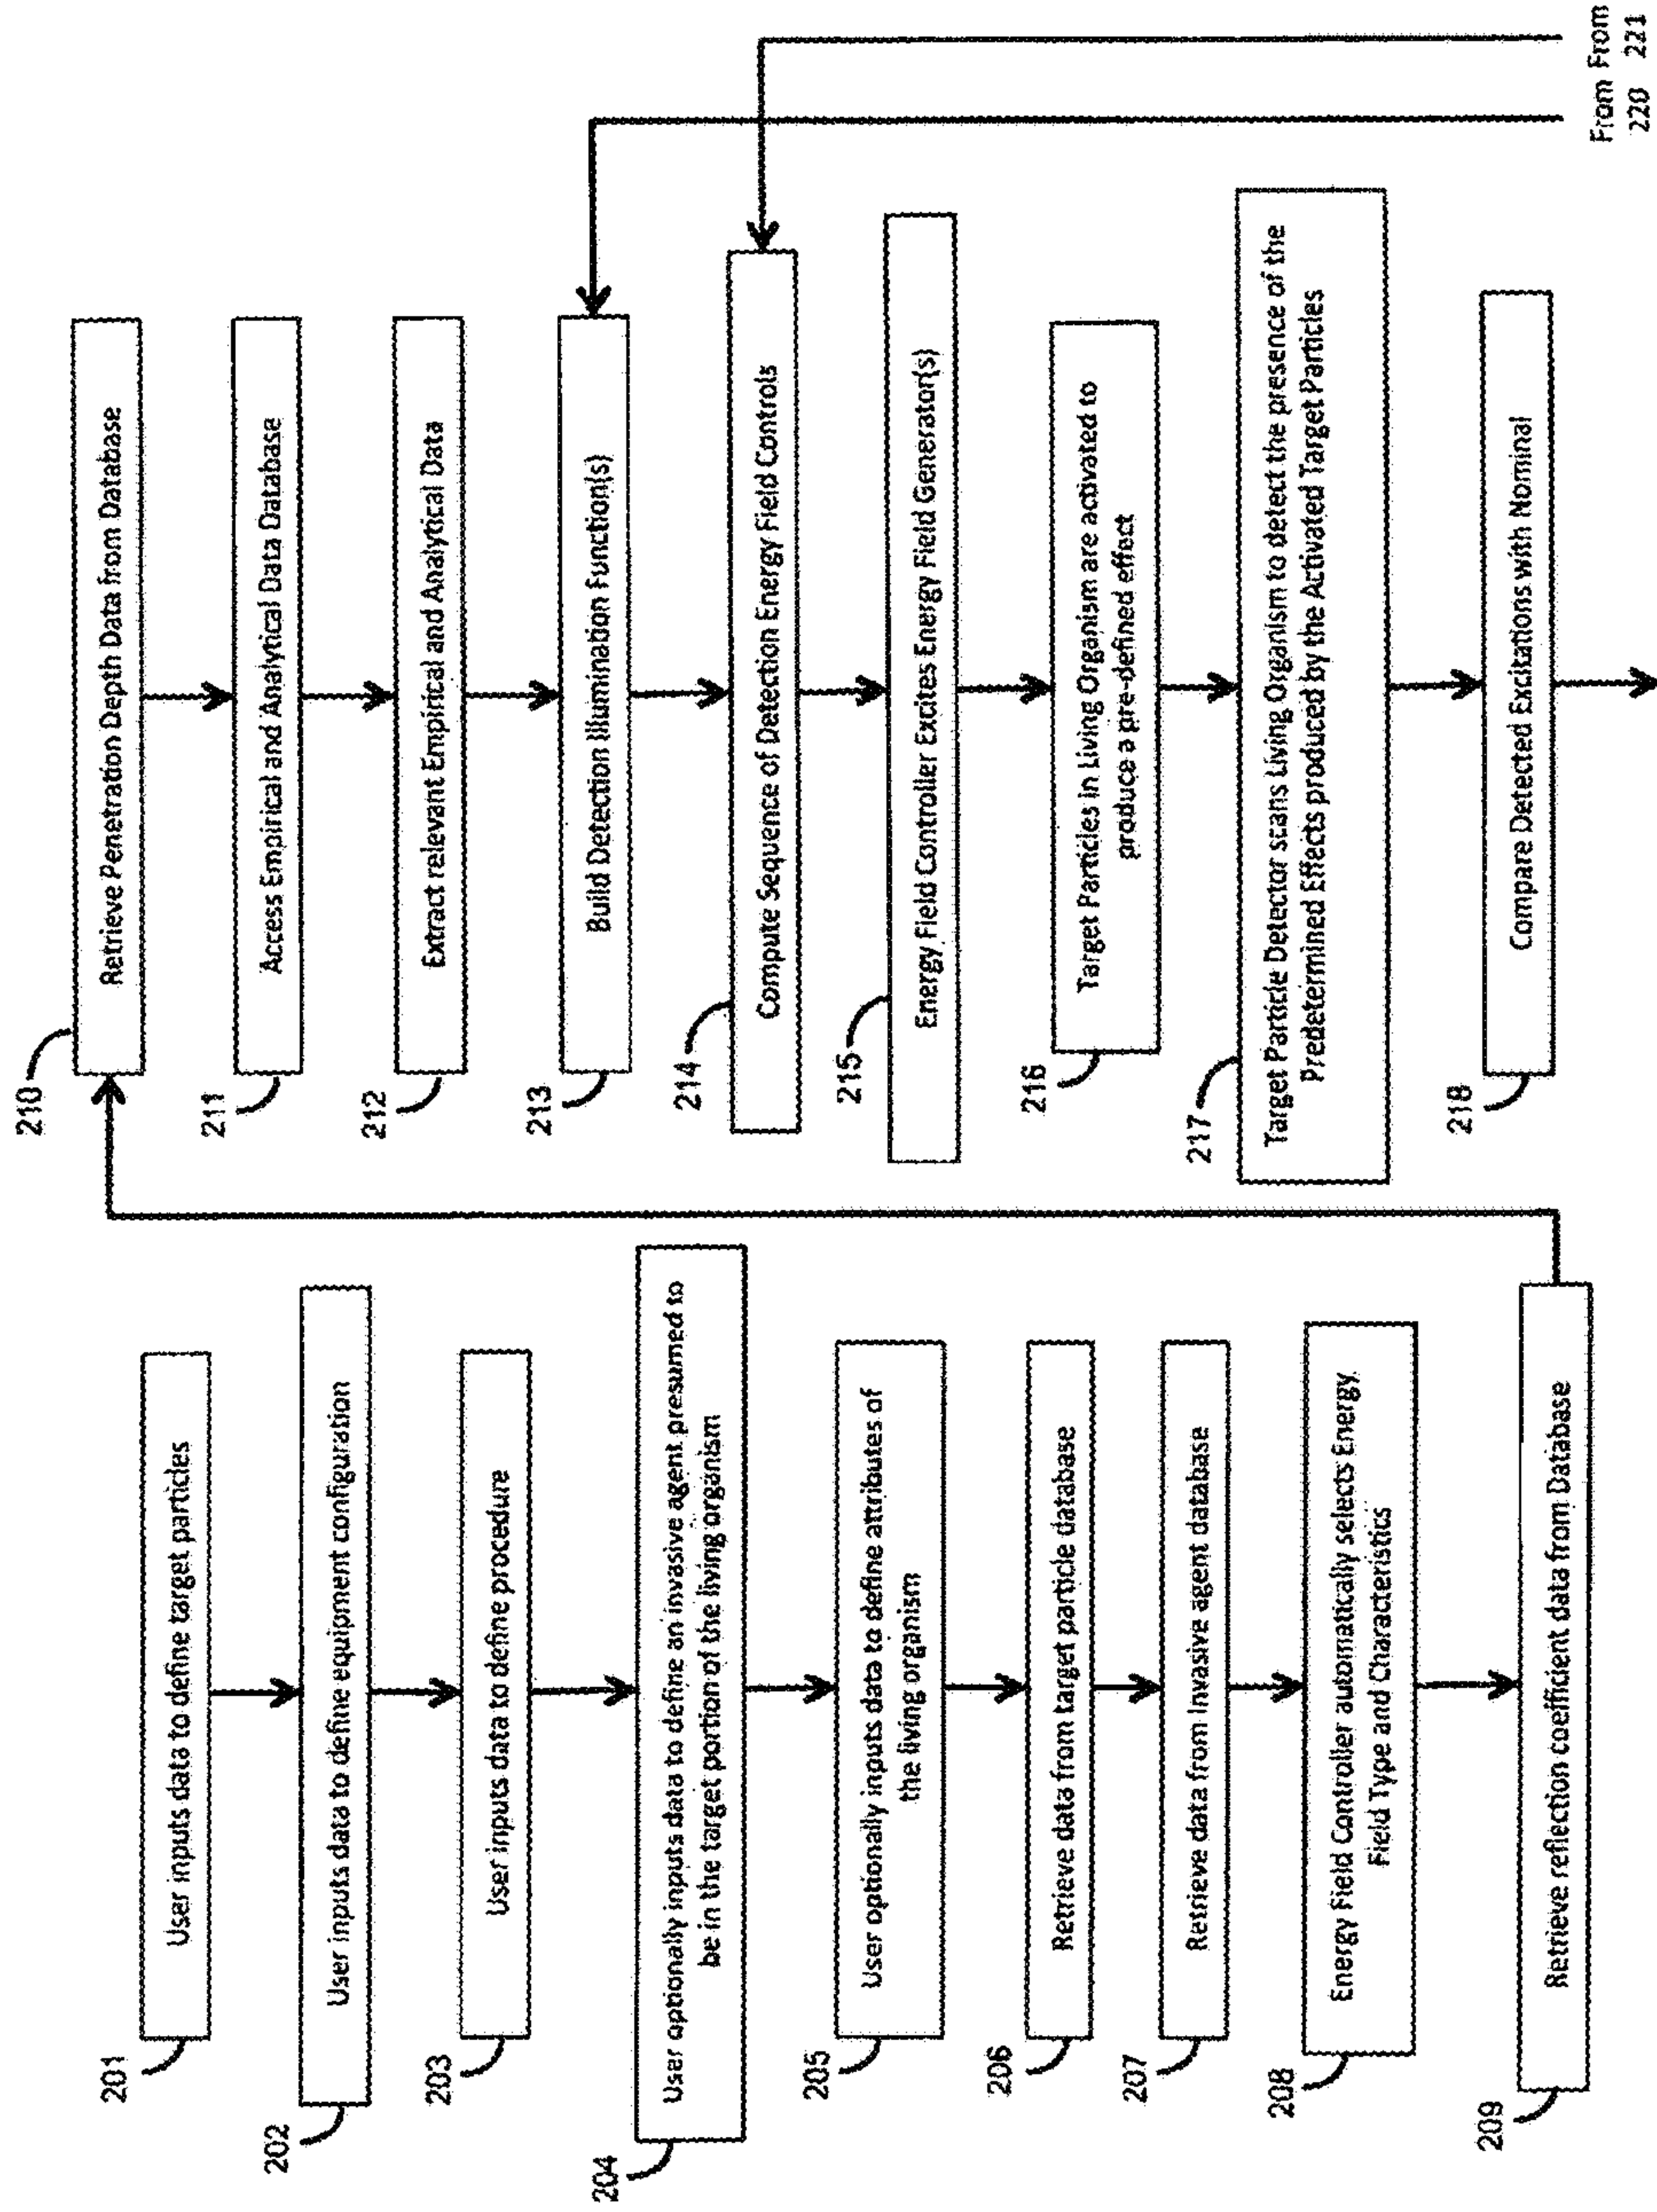 201
User inputs data to define target particles
202
User inputs data to define equipment configuration
203
User inputs data to define procedure
204
User optionally inputs data to define an invasive agent presumed to
be in the target portion of the living organism
205
User optionally inputs data to define attributes of
the living organism
206
Retrieve data from target particle database
207
Retrieve data from invasive agent database
208
Energy Field Controller automatically selects Energy
Field Type and Characteristics
209
Retrieve reflection coefficient data from Database
210
Retrieve Penetration Depth Data from Database
211
Access Empirical and Analytical Data Database
212
Extract relevant Empirical and Analytical Data
213
Build Detection Illumination Function(s)
214
Compute Sequence of Detection Energy Field Controls
215
Energy Field Controller Excites Energy Field Generator(s)
216
Target Particles in Living Organism are activated to
produce a pre-defined effect
217
Target Particle Detector scans Living Organism to detect the presence of the
Predetermined Effects produced by the Activated Target Particles
218
Compare Detected Excitations with Nominal
From From
220 221